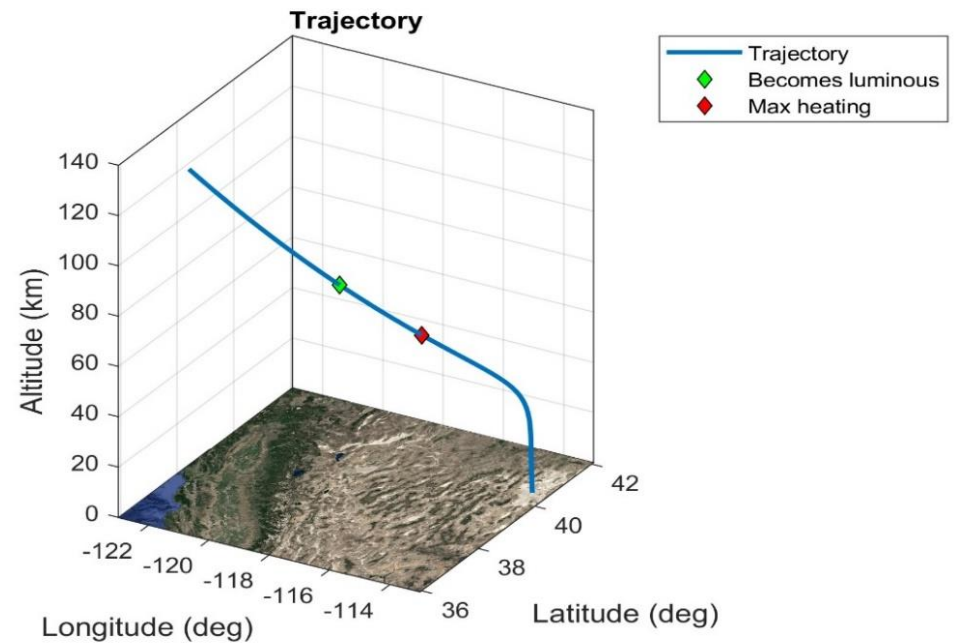 Trajectory
Trajectory
Becomes luminous
Max heating
140
120
100
80
60
40
20
0
Altitude (km)
-122
-120
-118
-116
-114
Longitude (deg)
36
38
40
42
Latitude (deg)